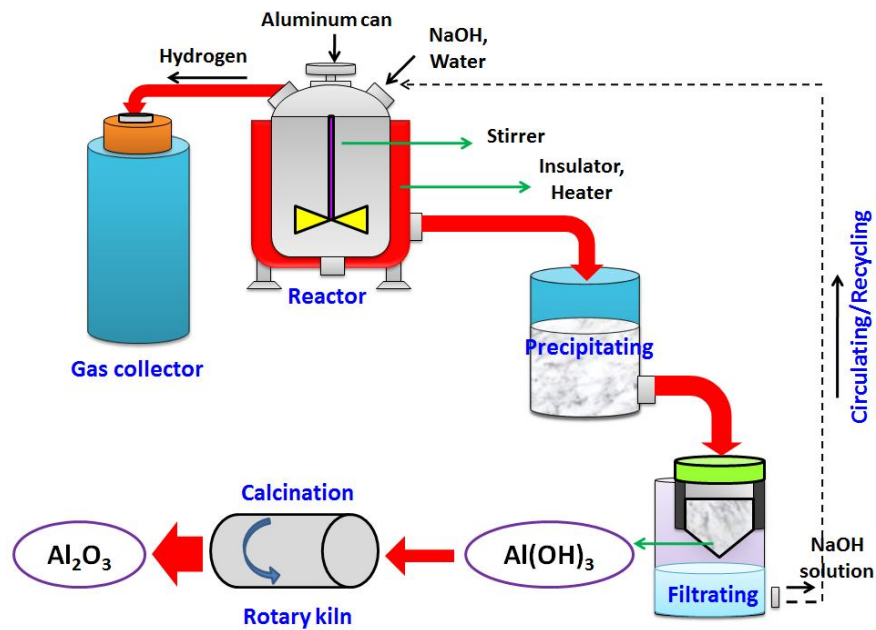 Aluminum can
Hydrogen
NaOH,
Water
Stirrer
Insulator,
Heater
Reactor
Gas collector
Precipitating
Circulating/Recycling
Calcination
Al₂O₃
Al(OH)₃
NaOH
solution
Filtrating
Rotary kiln